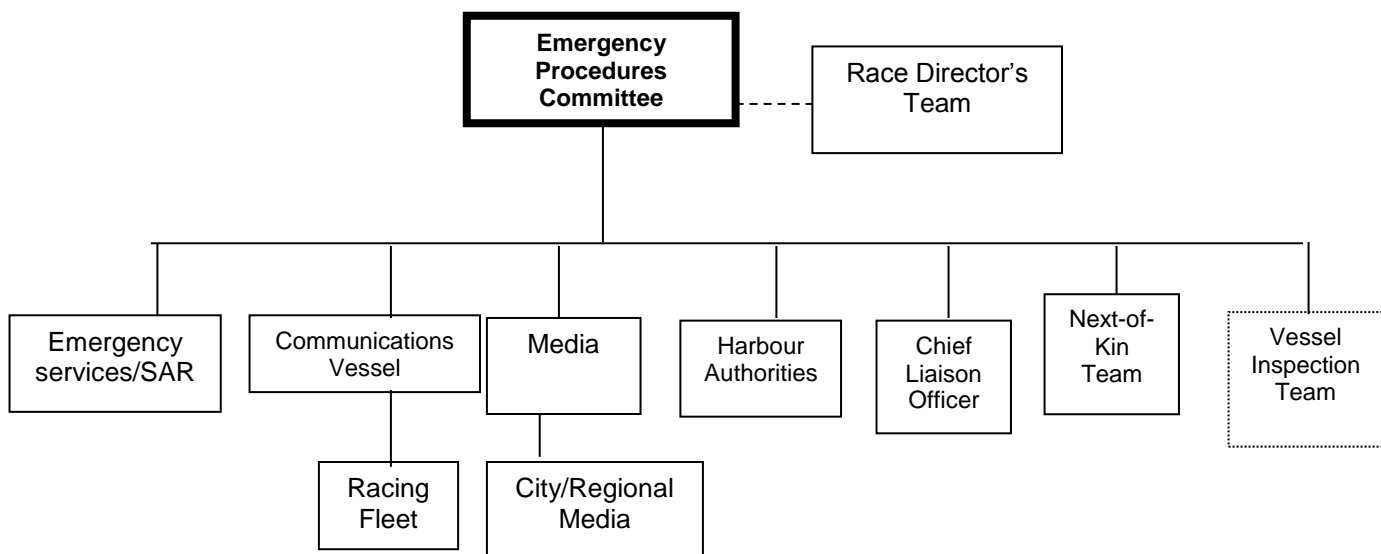 Emergency
Procedures
Committee
Race Director’s
Team
Emergency
services/SAR
Communications
Vessel
Media
Harbour
Authorities
Chief
Liaison
Officer
Next-of-
Kin
Team
Vessel
Inspection
Team
Racing
Fleet
City/Regional
Media